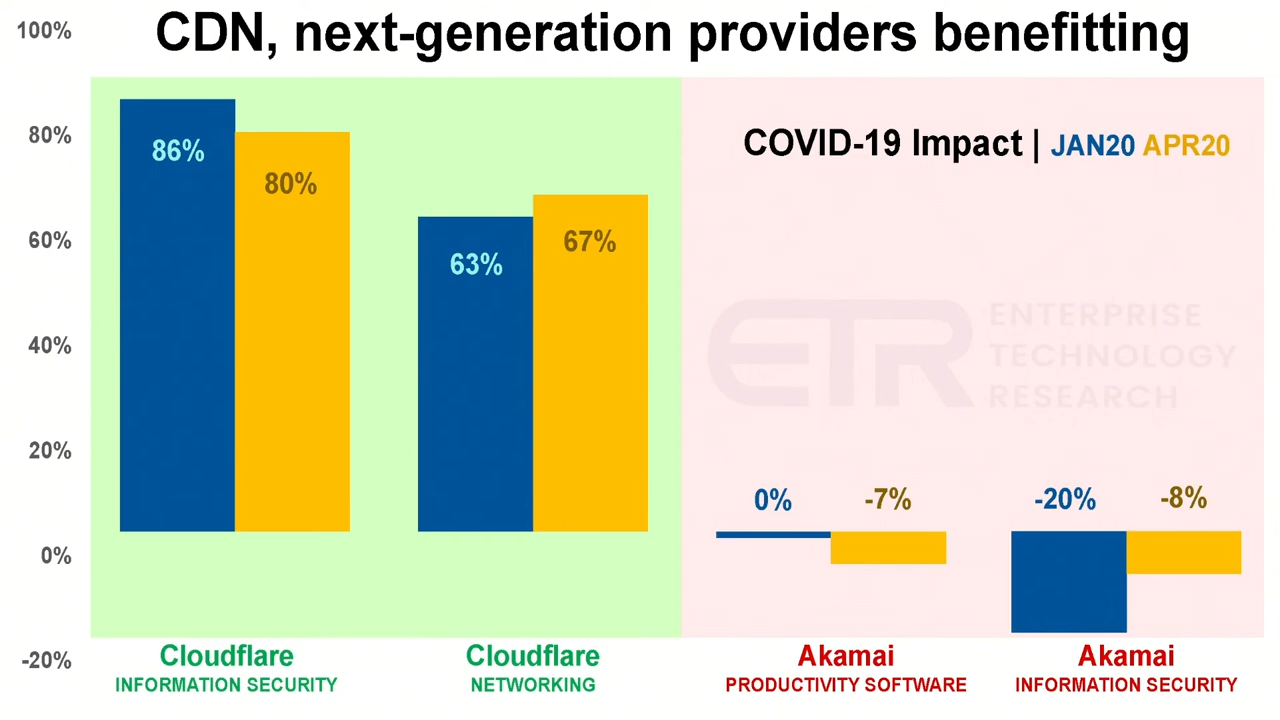 CDN, next-generation providers benefitting
100%
80%
60%
40%
20%
0%
-20%
COVID-19 Impact | JAN20 APR20
86%
80%
63%
67%
0%
-7%
-20%
-8%
ETR ENTERPRISE
TECHNOLOGY
RESEARCH
Cloudflare
INFORMATION SECURITY
Cloudflare
NETWORKING
Akamai
PRODUCTIVITY SOFTWARE
Akamai
INFORMATION SECURITY